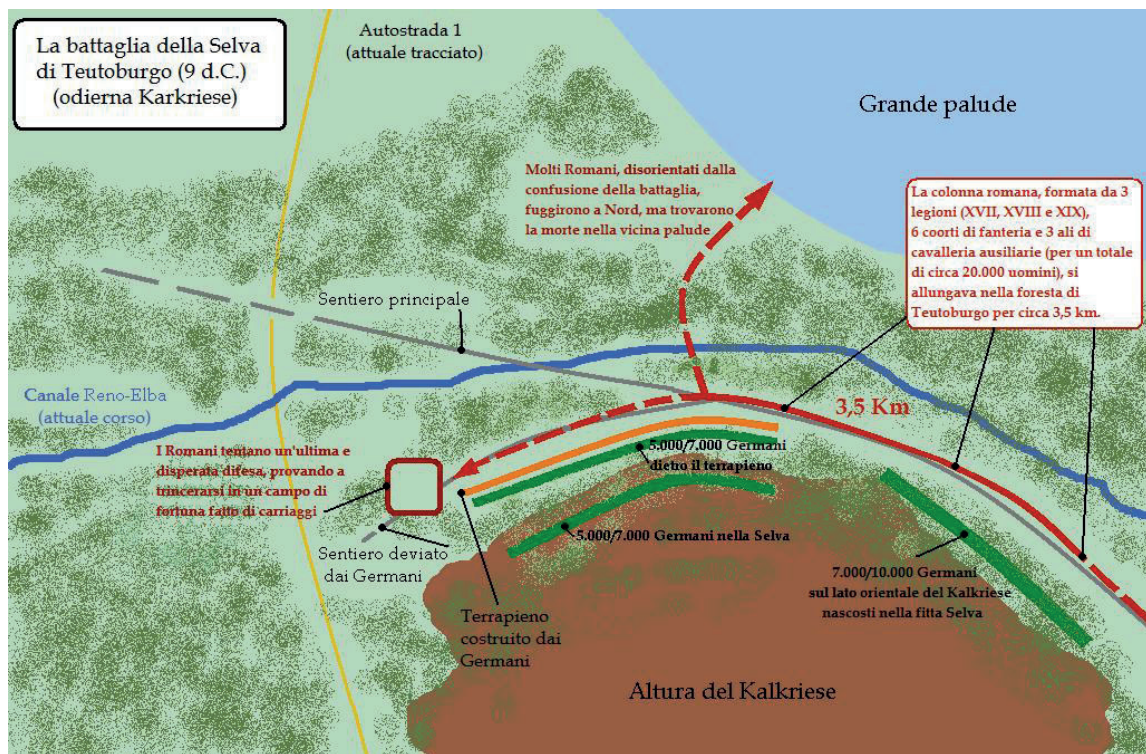 La battaglia della Selva
di Teutoburgo (9 d.C.)
(odierna Karkriese)
Autostrada 1
(attuale tracciato)
Grande palude
Molti Romani, disorientati dalla
confusione della battaglia,
fuggirono a Nord, ma trovarono
la morte nella vicina palude
La colonna romana, formata da 3
legioni (XVII, XVIII e XIX),
6 coorti di fanteria e 3 ali di
cavalleria ausiliarie (per un totale
di circa 20.000 uomini), si
allungava nella foresta di
Teutoburgo per circa 3,5 km.
Sentiero principale
Canale Reno-Elba
(attuale corso)
3,5 Km
I Romani tentano un'ultima e
disperata difesa, provando a
trincerarsi in un campo di
fortuna fatto di carriaggi
5.000/7.000 Germani
dietro il terrapieno
5.000/7.000 Germani nella Selva
Sentiero deviato
dai Germani
7.000/10.000 Germani
sul lato orientale del Kalkriese
nascosti nella fitta Selva
Terrapieno
costruito dai
Germani
Altura del Kalkriese